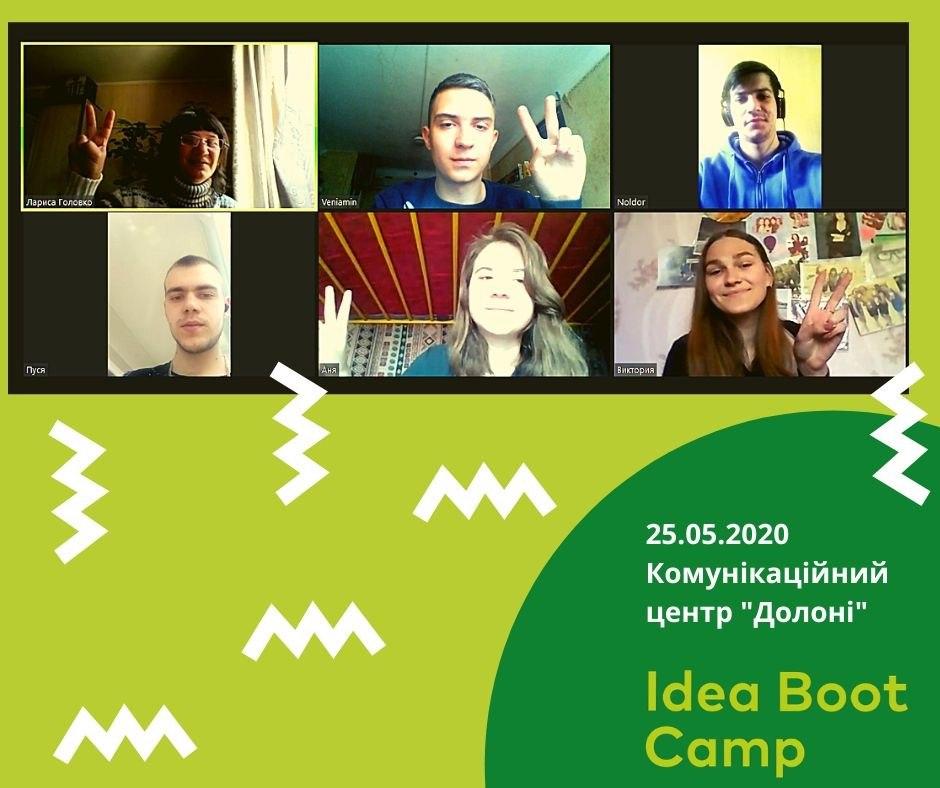 Лариса Головко
Veniamin
Noldor
Пуся
Аня
Виктория
25.05.2020
Комунікаційний
центр "Долоні"
Idea Boot
Camp